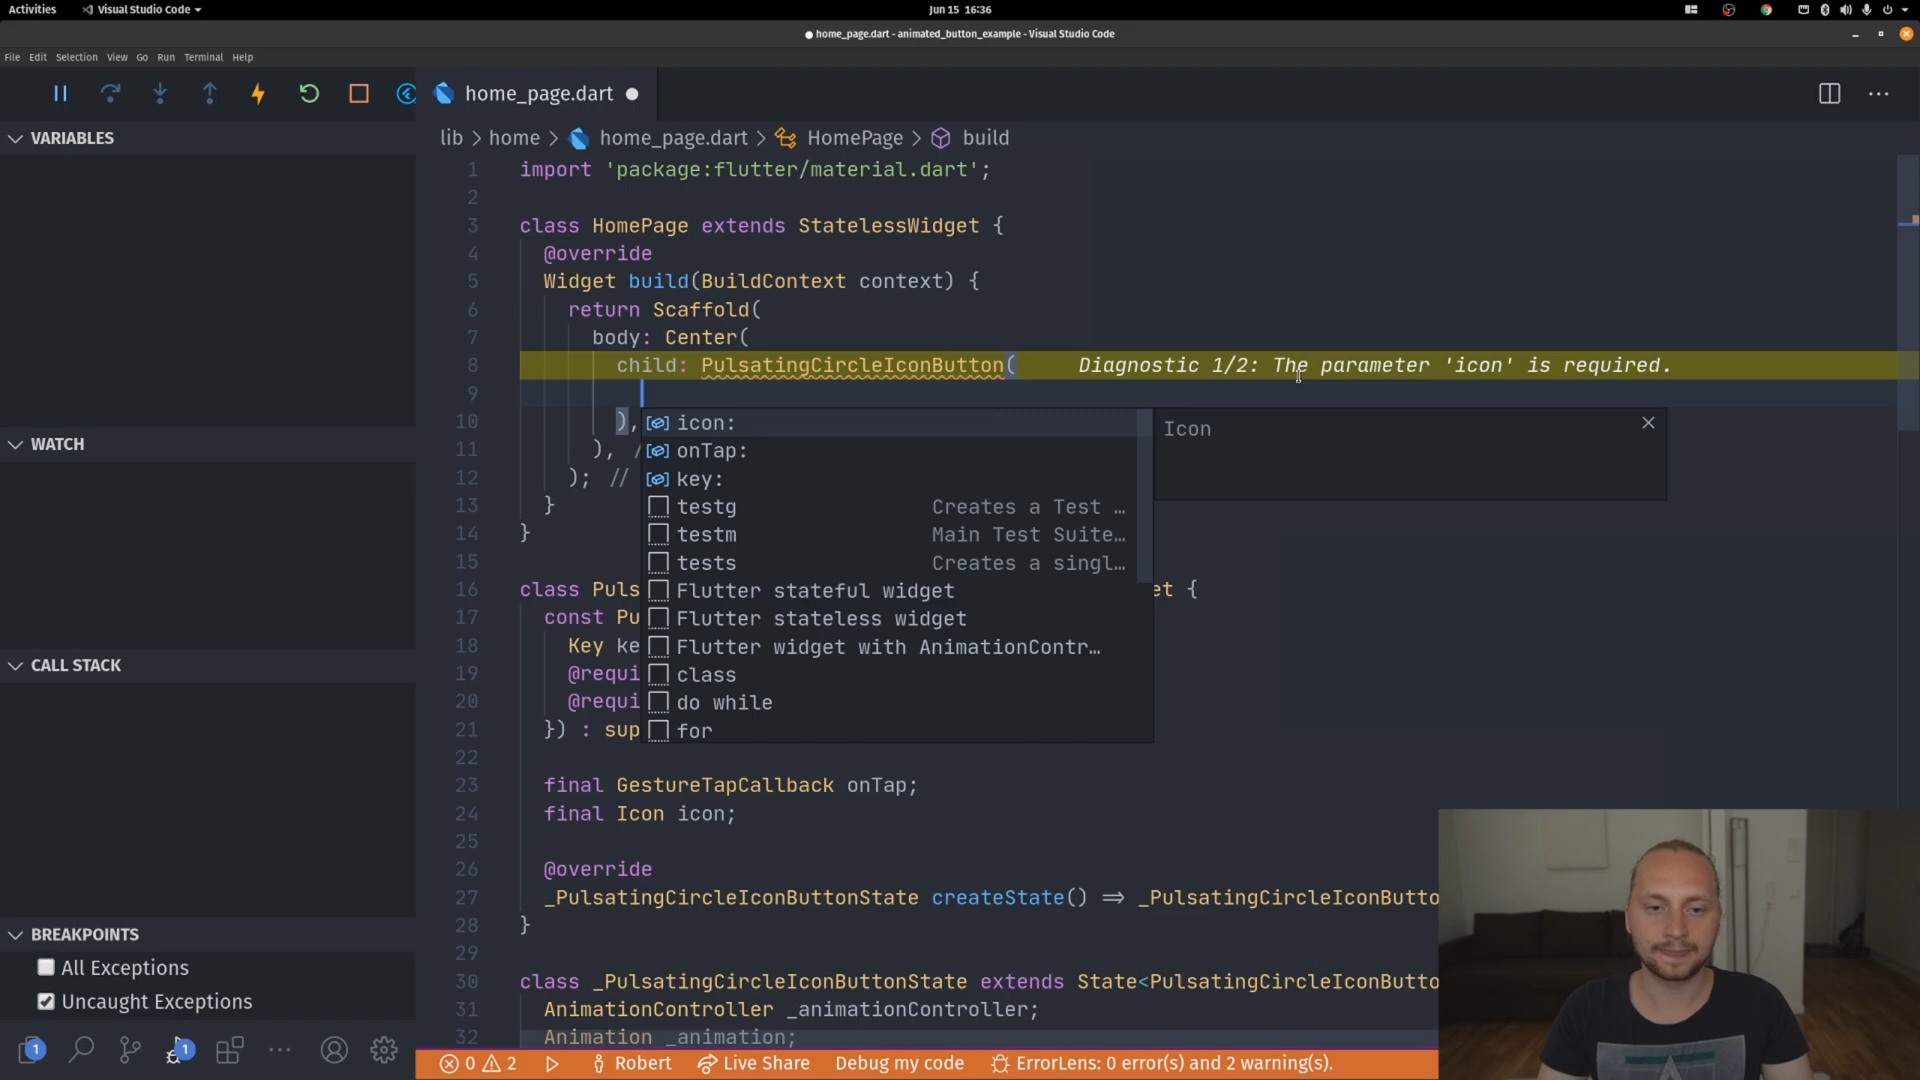 Activities
Visual Studio Code
Jun 15 16:36
home_page.dart - animated_button_example - Visual Studio Code
File Edit Selection View Go Run Terminal Help
home_page.dart
VARIABLES
lib > home > home_page.dart > HomePage > build
1 import 'package:flutter/material.dart';
2
3 class HomePage extends StatelessWidget {
4 @override
5 Widget build(BuildContext context) {
6 return Scaffold(
7 body: Center(
8 child: PulsatingCircleIconButton( Diagnostic 1/2: The parameter 'icon' is required.
9
10 ),
11 ), /
12 ); //
13 }
14 }
15
16 class Puls et {
17 const Pu
18 Key ke
19 @requi
20 @requi
21 }) : sup
22
23 final GestureTapCallback onTap;
24 final Icon icon;
25
26 @override
27 _PulsatingCircleIconButtonState createState() => _PulsatingCircleIconButto
28 }
29
30 class _PulsatingCircleIconButtonState extends State<PulsatingCircleIconButto
31 AnimationController _animationController;
32 Animation _animation;
icon:
onTap:
key:
testg Creates a Test …
testm Main Test Suite…
tests Creates a singl…
Flutter stateful widget
Flutter stateless widget
Flutter widget with AnimationContr…
class
do while
for
Icon
WATCH
CALL STACK
BREAKPOINTS
All Exceptions
Uncaught Exceptions
1
1
0 2 Robert Live Share Debug my code ErrorLens: 0 error(s) and 2 warning(s).